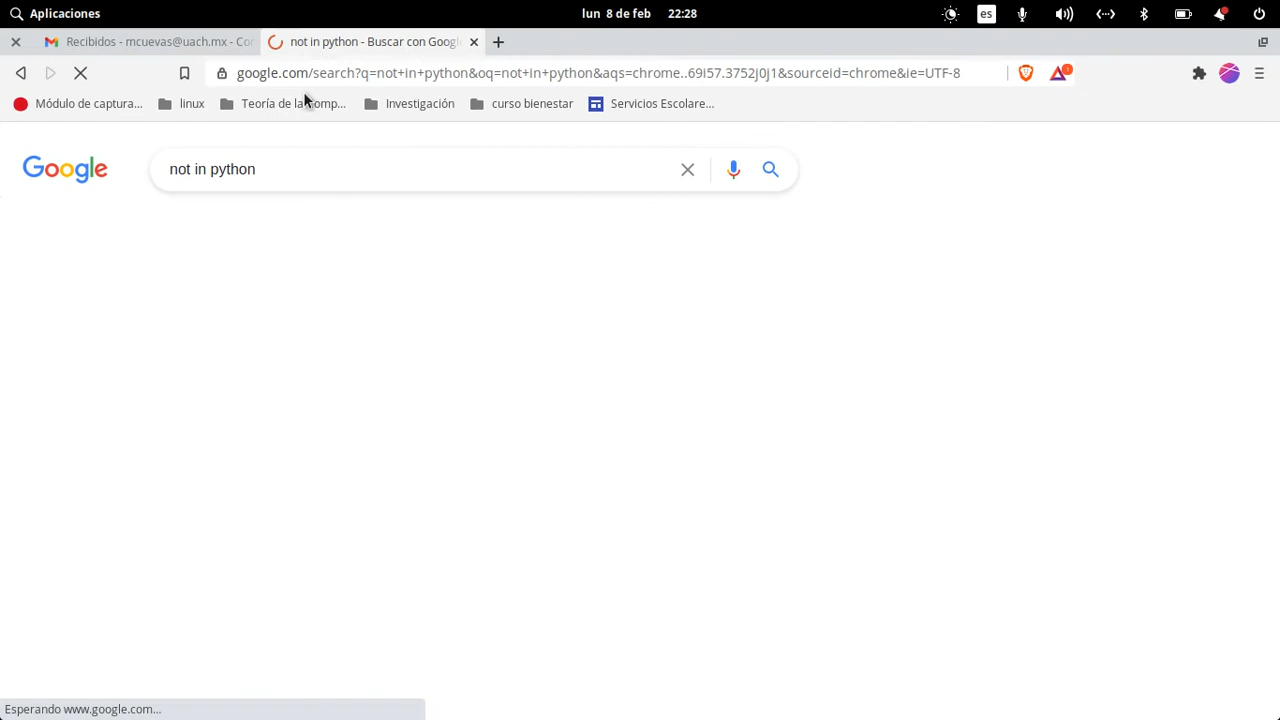 Aplicaciones
lun 8 de feb 22:28
es
Recibidos - mcuevas@uach.mx - Cor
not in python - Buscar con Google
google.com/search?q=not+in+python&oq=not+in+python&aqs=chrome..69i57.3752j0j1&sourceid=chrome&ie=UTF-8
Módulo de captura...
linux
Teoría de la comp...
Investigación
curso bienestar
Servicios Escolare...
Google
not in python
Esperando www.google.com...